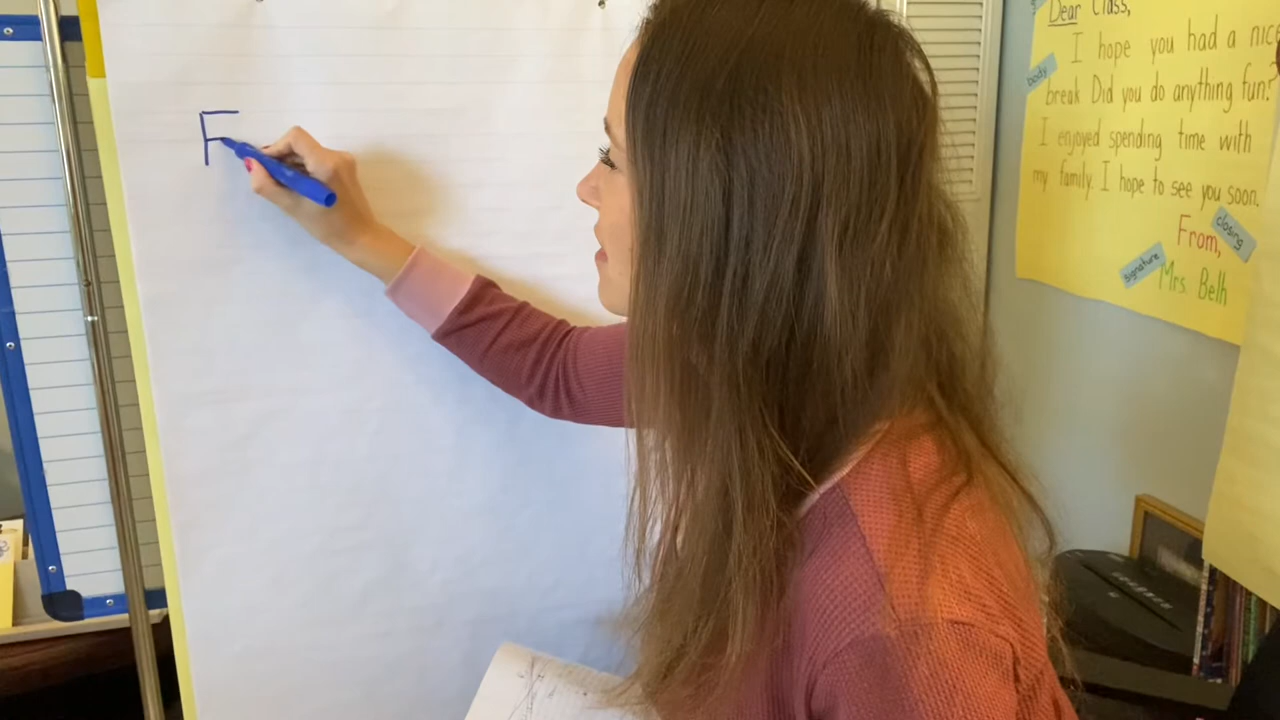 F
Dear Class,
I hope you had a nice
body
break Did you do anything fun?
I enjoyed spending time with
my family. I hope to see you soon.
closing
From,
signature
Mrs. Belh